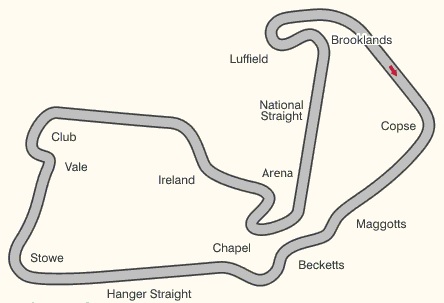 Brooklands
Luffield
National
Straight
Copse
Club
Vale
Ireland
Arena
Maggotts
Chapel
Becketts
Stowe
Hanger Straight